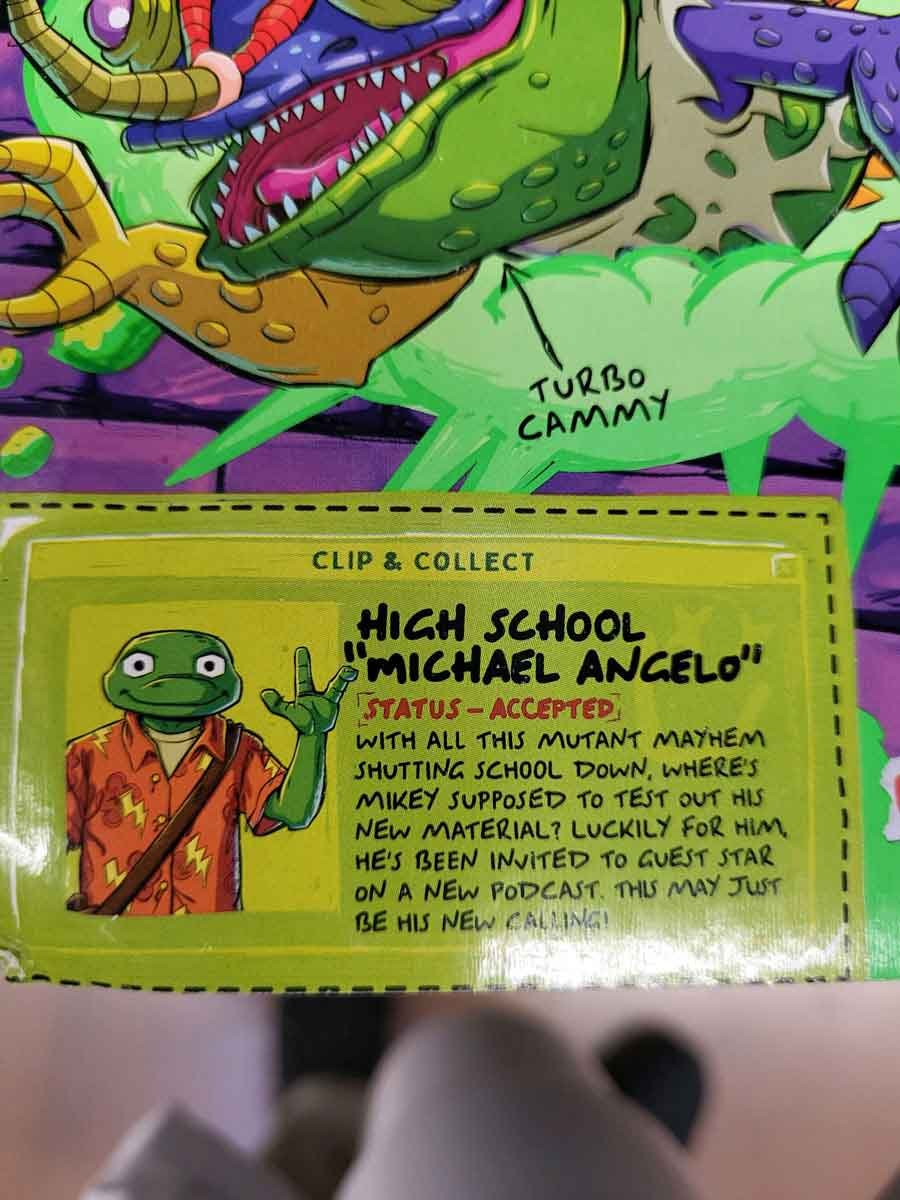 TURBO
CAMMY
CLIP & COLLECT
HIGH SCHOOL
"MICHAEL ANGELO"
STATUS - ACCEPTED
WITH ALL THIS MUTANT MAYHEM
SHUTTING SCHOOL DOWN, WHERE'S
MIKEY SUPPOSED TO TEST OUT HIS
NEW MATERIAL? LUCKILY FOR HIM,
HE'S BEEN INVITED TO GUEST STAR
ON A NEW PODCAST. THIS MAY JUST
BE HIS NEW CALLING!